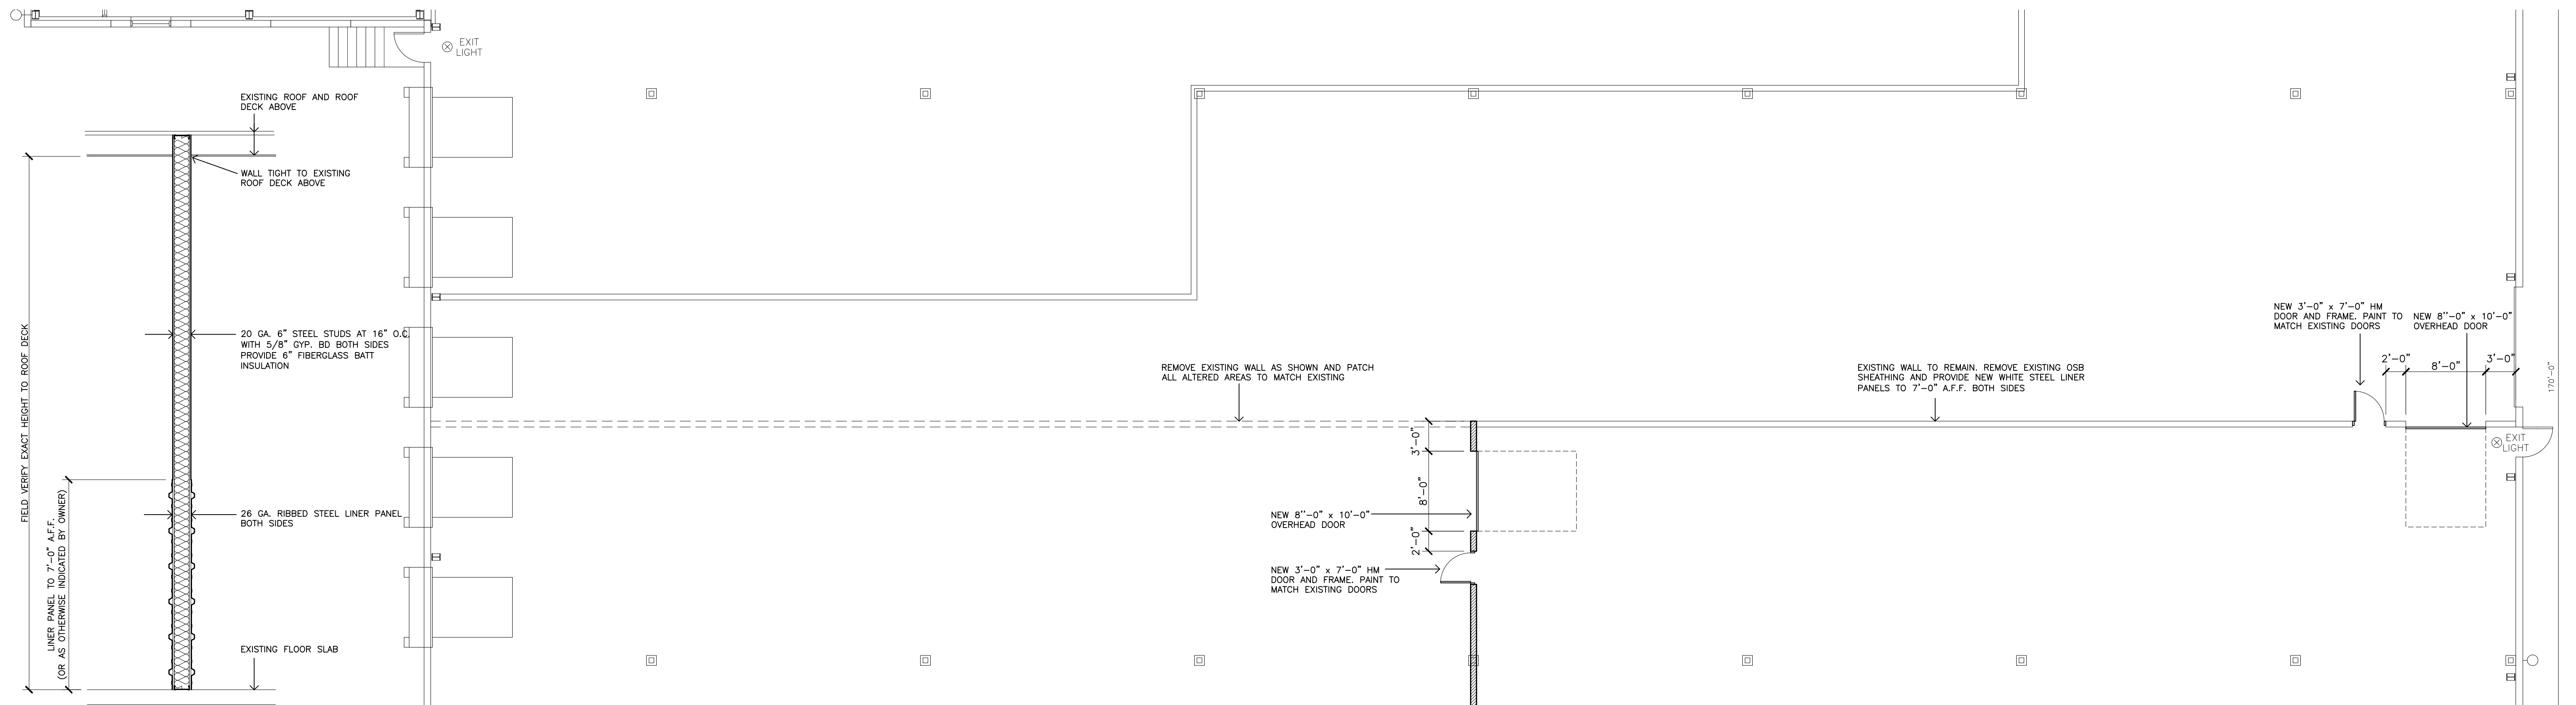 EXIT
LIGHT
EXISTING ROOF AND ROOF
DECK ABOVE
WALL TIGHT TO EXISTING
ROOF DECK ABOVE
FIELD VERIFY EXACT HEIGHT TO ROOF DECK
20 GA. 6" STEEL STUDS AT 16" O.C.
WITH 5/8" GYP. BD BOTH SIDES
PROVIDE 6" FIBERGLASS BATT
INSULATION
LINER PANEL TO 7'-0" A.F.F.
(OR AS OTHERWISE INDICATED BY OWNER)
26 GA. RIBBED STEEL LINER PANEL
BOTH SIDES
EXISTING FLOOR SLAB
REMOVE EXISTING WALL AS SHOWN AND PATCH
ALL ALTERED AREAS TO MATCH EXISTING
3'-0"
8'-0"
2'-0"
NEW 8''-0" x 10'-0"
OVERHEAD DOOR
NEW 3'-0" x 7'-0" HM
DOOR AND FRAME. PAINT TO
MATCH EXISTING DOORS
EXISTING WALL TO REMAIN. REMOVE EXISTING OSB
SHEATHING AND PROVIDE NEW WHITE STEEL LINER
PANELS TO 7'-0" A.F.F. BOTH SIDES
NEW 3'-0" x 7'-0" HM
DOOR AND FRAME. PAINT TO
MATCH EXISTING DOORS
NEW 8''-0" x 10'-0"
OVERHEAD DOOR
2'-0"
8'-0"
3'-0"
170'-0"
EXIT
LIGHT